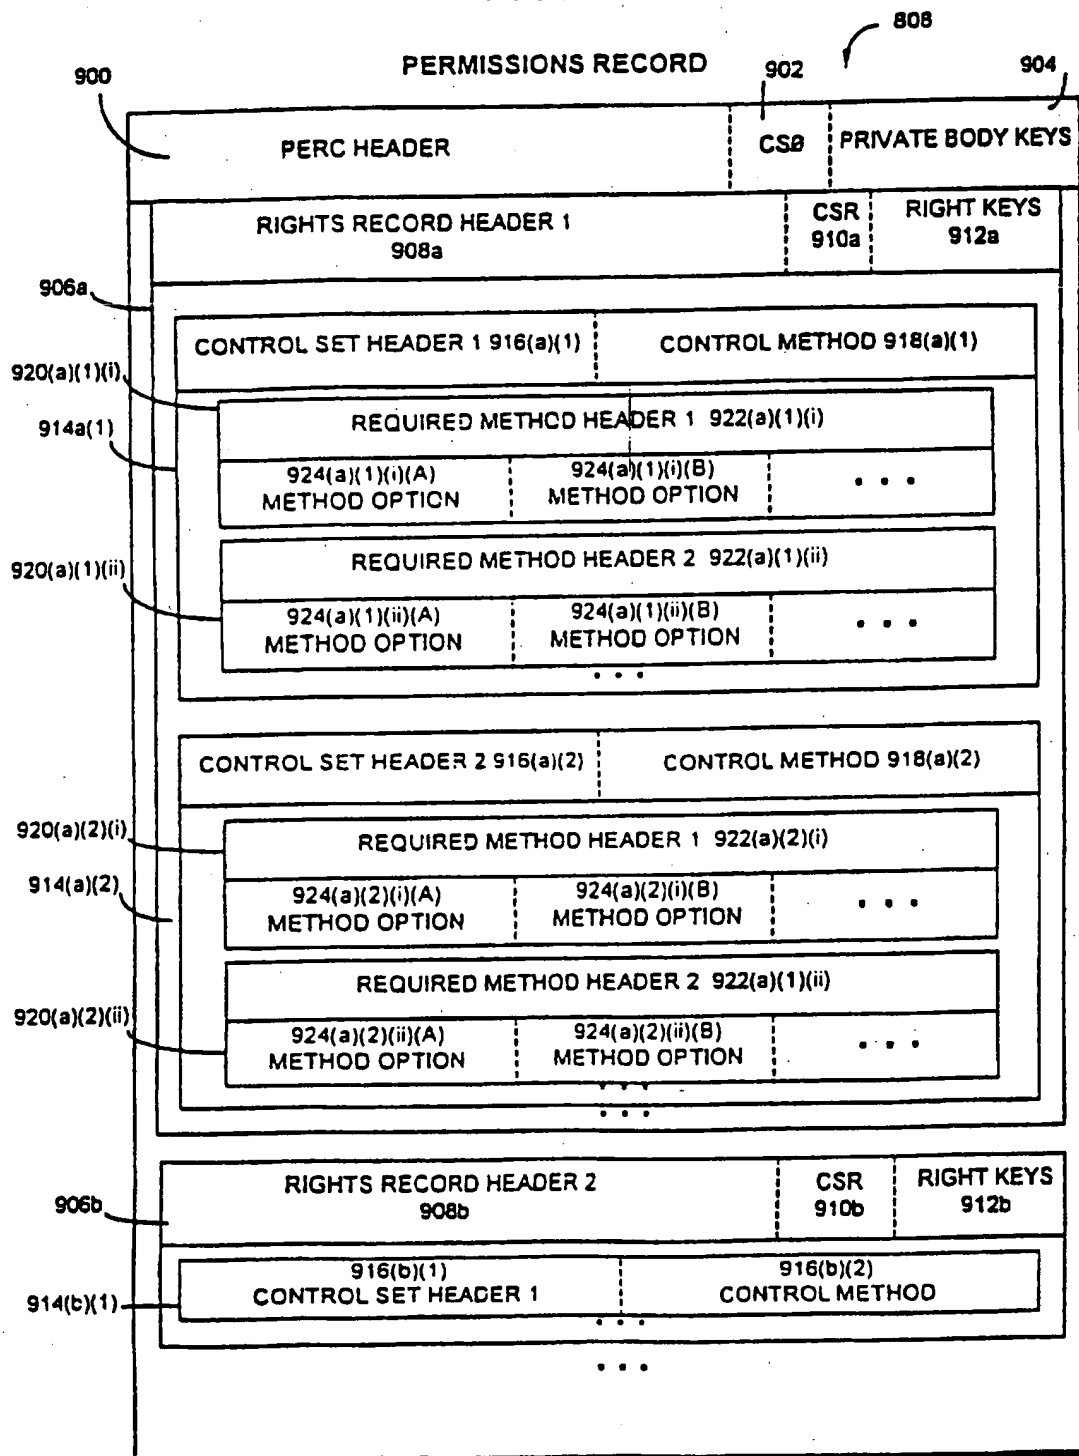 808
PERMISSIONS RECORD
900
902
904
PERC HEADER
CS0
PRIVATE BODY KEYS
RIGHTS RECORD HEADER 1
908a
CSR
910a
RIGHT KEYS
912a
906a
CONTROL SET HEADER 1 916(a)(1)
CONTROL METHOD 918(a)(1)
920(a)(1)(i)
914a(1)
REQUIRED METHOD HEADER 1 922(a)(1)(i)
924(a)(1)(i)(A)
METHOD OPTION
924(a)(1)(i)(B)
METHOD OPTION
• • •
REQUIRED METHOD HEADER 2 922(a)(1)(ii)
920(a)(1)(ii)
924(a)(1)(ii)(A)
METHOD OPTION
924(a)(1)(ii)(B)
METHOD OPTION
• • •
• • •
CONTROL SET HEADER 2 916(a)(2)
CONTROL METHOD 918(a)(2)
920(a)(2)(i)
914(a)(2)
REQUIRED METHOD HEADER 1 922(a)(2)(i)
924(a)(2)(i)(A)
METHOD OPTION
924(a)(2)(i)(B)
METHOD OPTION
• • •
REQUIRED METHOD HEADER 2 922(a)(1)(ii)
920(a)(2)(ii)
924(a)(2)(ii)(A)
METHOD OPTION
924(a)(2)(ii)(B)
METHOD OPTION
• • •
• • •
• • •
906b
RIGHTS RECORD HEADER 2
908b
CSR
910b
RIGHT KEYS
912b
914(b)(1)
916(b)(1)
CONTROL SET HEADER 1
916(b)(2)
CONTROL METHOD
• • •
• • •